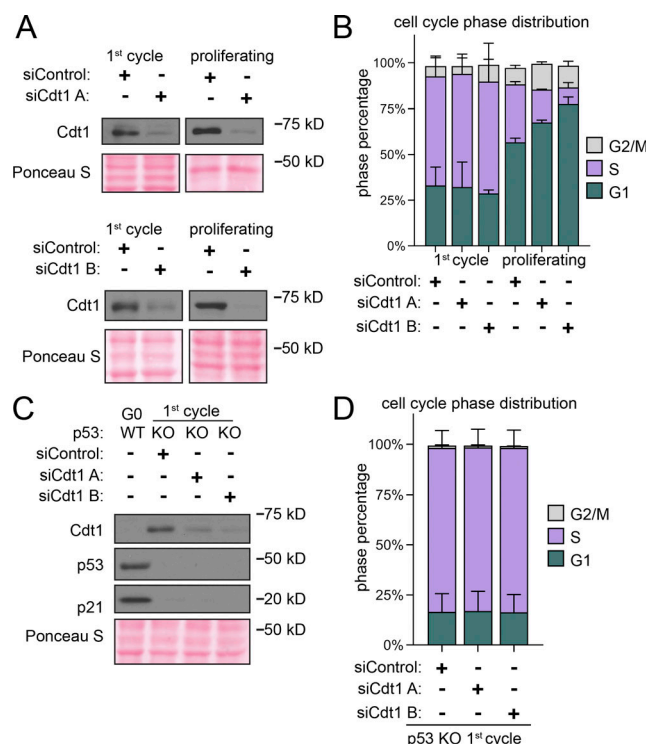 A
1st cycle proliferating
siControl: + - + -
siCdt1 A: - + - +
Cdt1
–75 kD
–50 kD
Ponceau S
1st cycle proliferating
siControl: + - + -
siCdt1 B: - + - +
Cdt1
–75 kD
–50 kD
Ponceau S
B
cell cycle phase distribution
phase percentage
100%
75%
50%
25%
0%
G2/M
S
G1
1st cycle proliferating
siControl: + - - + - -
siCdt1 A: - + - - + -
siCdt1 B: - - + - - +
C
G0 1st cycle
p53: WT KO KO KO
siControl: - + - -
siCdt1 A: - - + -
siCdt1 B: - - - +
–75 kD
Cdt1
–50 kD
p53
–20 kD
p21
–50 kD
Ponceau S
D
cell cycle phase distribution
phase percentage
100%
75%
50%
25%
0%
G2/M
S
G1
siControl: + - -
siCdt1 A: - + -
siCdt1 B: - - +
p53 KO 1st cycle